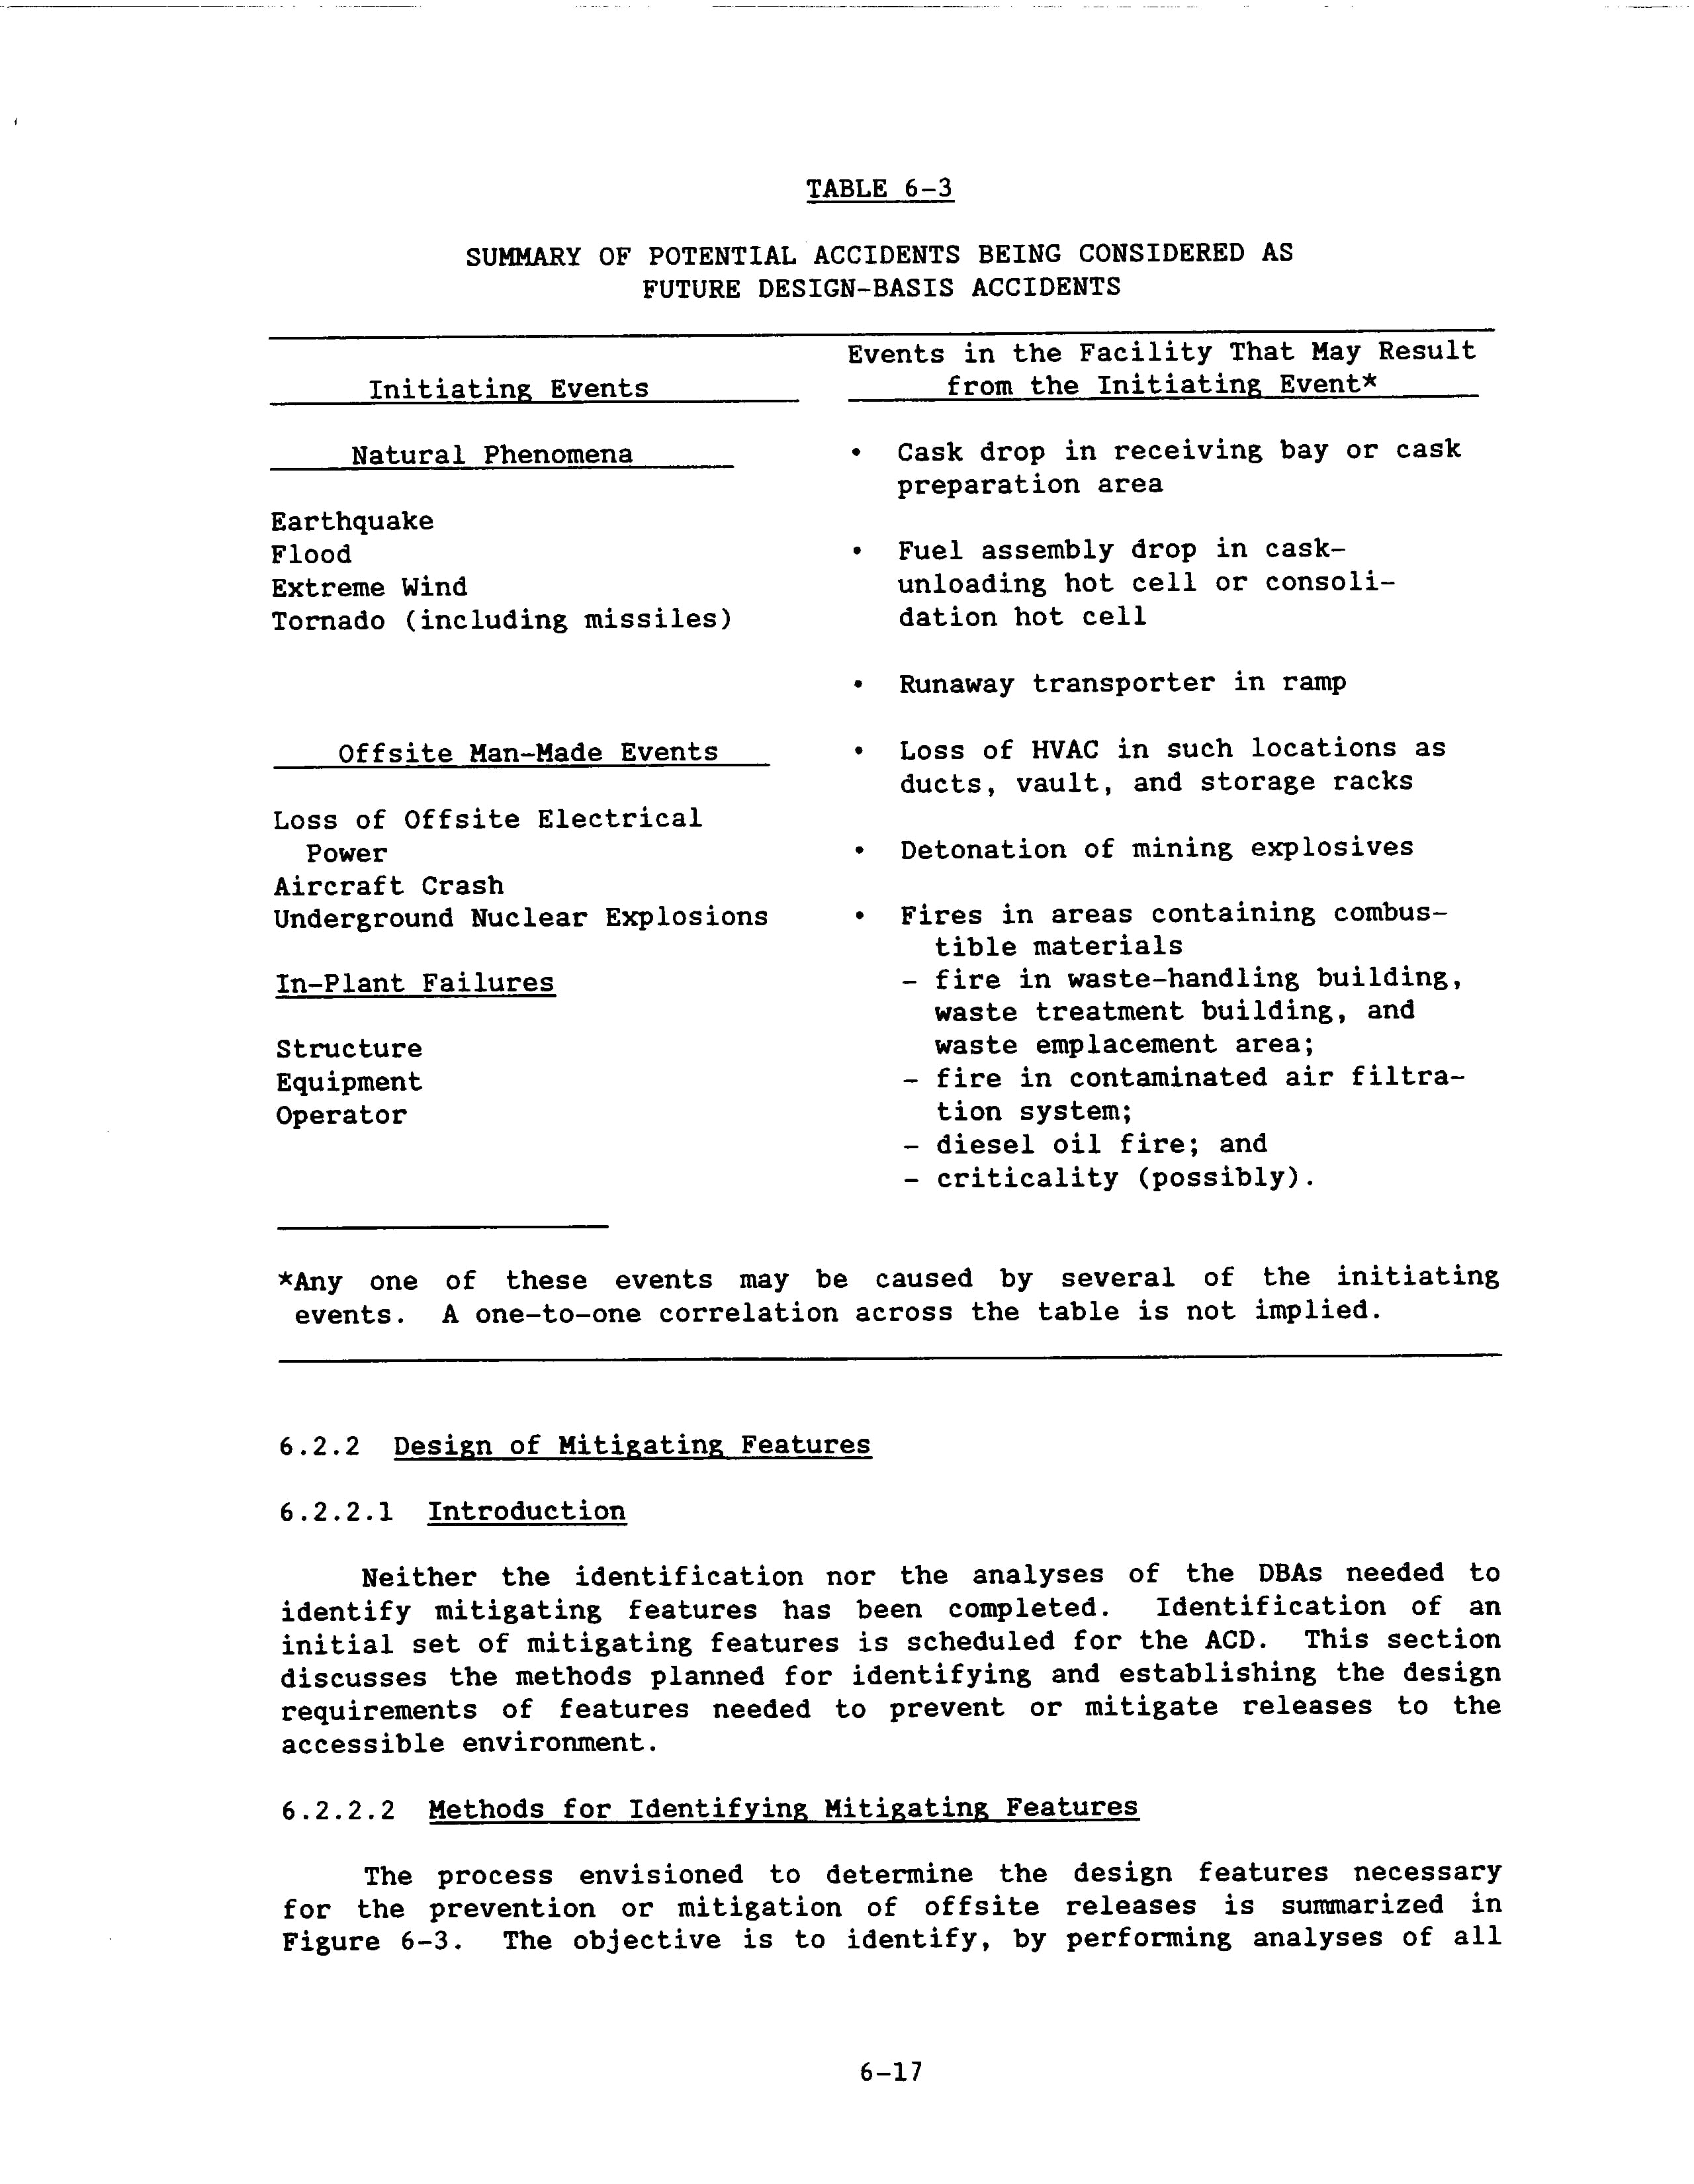 TABLE 6-3
SUMMARY OF POTENTIAL ACCIDENTS BEING CONSIDERED AS
FUTURE DESIGN-BASIS ACCIDENTS
Initiating Events
Events in the Facility That May Result
from the Initiating Event*
Natural Phenomena
Earthquake
Flood
Extreme Wind
Tornado (including missiles)
Offsite Man-Made Events
Loss of Offsite Electrical
Power
Aircraft Crash
Underground Nuclear Explosions
In-Plant Failures
Structure
Equipment
Operator
• Cask drop in receiving bay or cask
preparation area
• Fuel assembly drop in cask-
unloading hot cell or consoli-
dation hot cell
• Runaway transporter in ramp
• Loss of HVAC in such locations as
ducts, vault, and storage racks
• Detonation of mining explosives
• Fires in areas containing combus-
tible materials
- fire in waste-handling building,
waste treatment building, and
waste emplacement area;
- fire in contaminated air filtra-
tion system;
- diesel oil fire; and
- criticality (possibly).
*Any one of these events may be caused by several of the initiating
events. A one-to-one correlation across the table is not implied.
6.2.2 Design of Mitigating Features
6.2.2.1 Introduction
Neither the identification nor the analyses of the DBAs needed to
identify mitigating features has been completed. Identification of an
initial set of mitigating features is scheduled for the ACD. This section
discusses the methods planned for identifying and establishing the design
requirements of features needed to prevent or mitigate releases to the
accessible environment.
6.2.2.2 Methods for Identifying Mitigating Features
The process envisioned to determine the design features necessary
for the prevention or mitigation of offsite releases is summarized in
Figure 6-3. The objective is to identify, by performing analyses of all
6-17